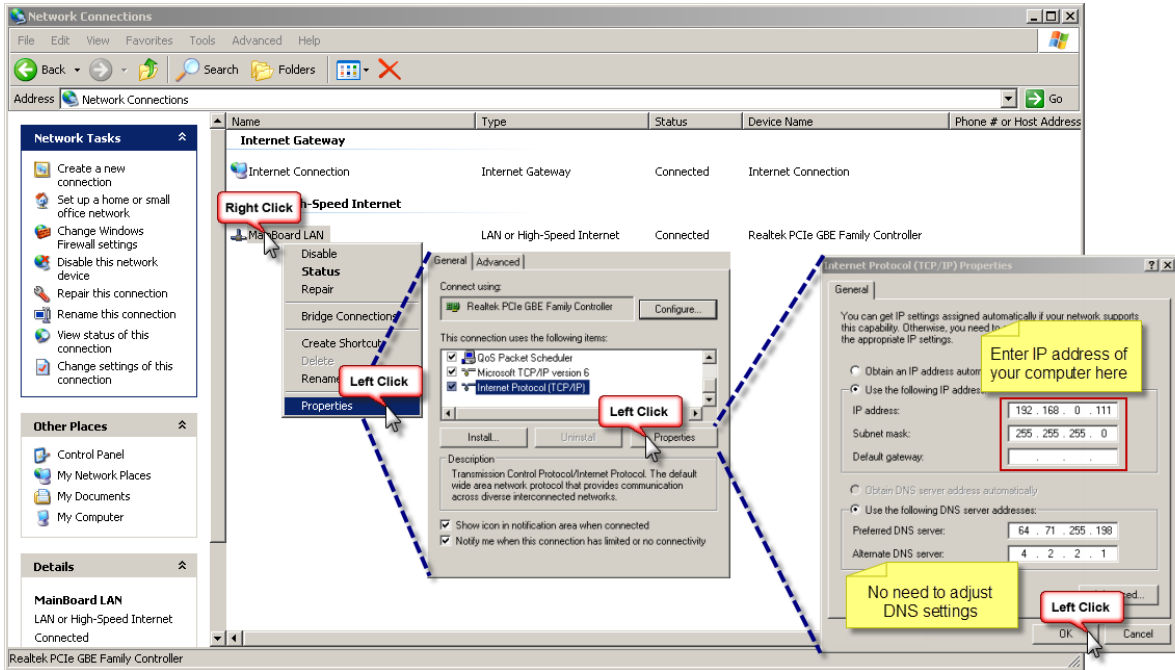 Network Connections
File Edit View Favorites Tools Advanced Help
Back Search Folders
Address Network Connections Go
Network Tasks
Create a new
connection
Set up a home or small
office network
Change Windows
Firewall settings
Disable this network
device
Repair this connection
Rename this connection
View status of this
connection
Change settings of this
connection
Other Places
Control Panel
My Network Places
My Documents
My Computer
Details
MainBoard LAN
LAN or High-Speed Internet
Connected
Realtek PCIe GBE Family Controller
Name Type Status Device Name Phone # or Host Address
Internet Gateway
Internet Connection Internet Gateway Connected Internet Connection
h-Speed Internet
Right Click
MainBoard LAN LAN or High-Speed Internet Connected Realtek PCIe GBE Family Controller
Disable
Status
Repair
Bridge Connections
Create Shortcut
Delete
Rename
Properties
Left Click
General Advanced
Connect using:
Realtek PCIe GBE Family Controller Configure...
This connection uses the following items:
QoS Packet Scheduler
Microsoft TCP/IP version 6
Internet Protocol (TCP/IP)
Left Click
Install... Uninstall Properties
Description
Transmission Control Protocol/Internet Protocol. The default
wide area network protocol that provides communication
across diverse interconnected networks.
Show icon in notification area when connected
Notify me when this connection has limited or no connectivity
Internet Protocol (TCP/IP) Properties
General
You can get IP settings assigned automatically if your network supports
this capability. Otherwise, you need to
the appropriate IP settings.
Enter IP address of
your computer here
Obtain an IP address
Use the following IP
IP address: 192 . 168 . 0 . 111
Subnet mask: 255 . 255 . 255 . 0
Default gateway: . . .
Obtain DNS server address automatically
Use the following DNS server addresses:
Preferred DNS server: 64 . 71 . 255 . 198
Alternate DNS server: 4 . 2 . 2 . 1
No need to adjust
DNS settings
Left Click
OK Cancel